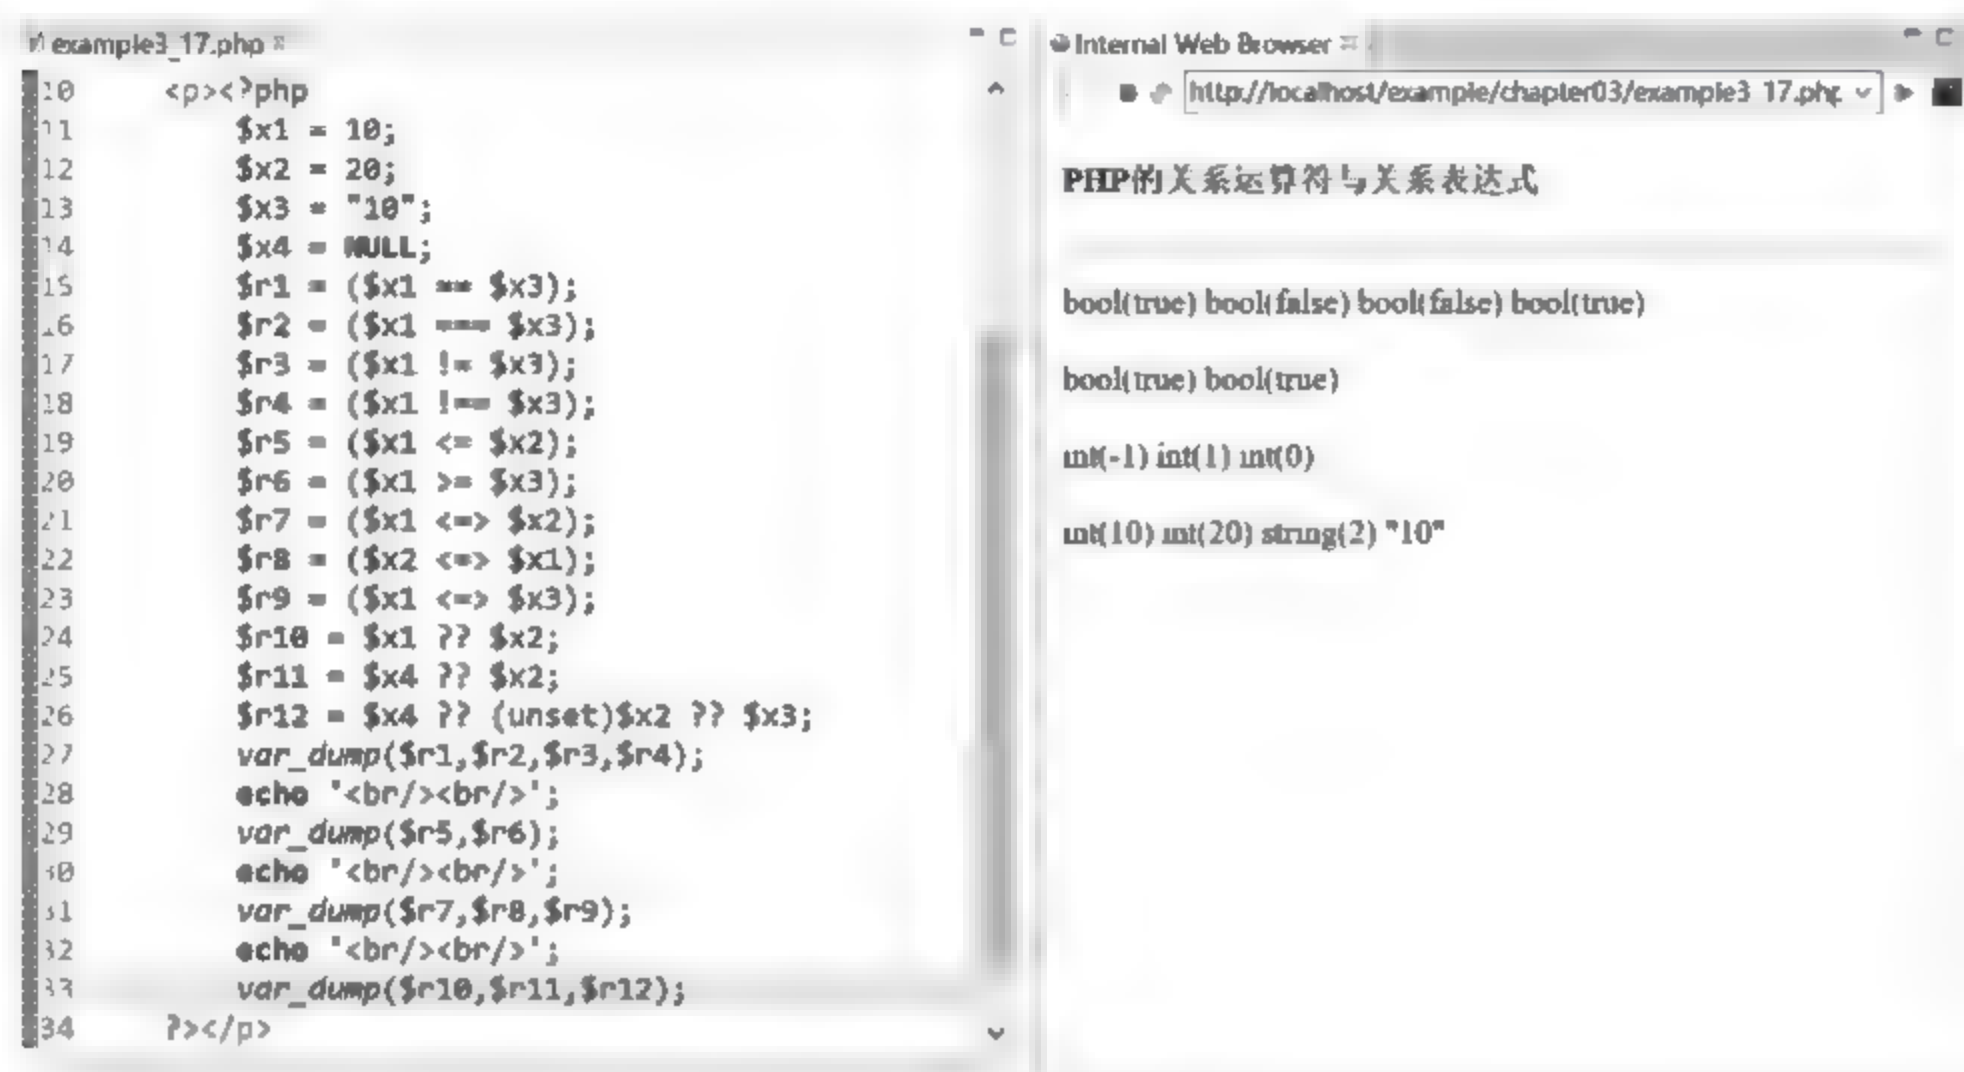 example3_17.php
10 <p><?php
11 $x1 = 10;
12 $x2 = 20;
13 $x3 = "10";
14 $x4 = NULL;
15 $r1 = ($x1 == $x3);
16 $r2 = ($x1 === $x3);
17 $r3 = ($x1 != $x3);
18 $r4 = ($x1 !== $x3);
19 $r5 = ($x1 <= $x2);
20 $r6 = ($x1 >= $x3);
21 $r7 = ($x1 <=> $x2);
22 $r8 = ($x2 <=> $x1);
23 $r9 = ($x1 <=> $x3);
24 $r10 = $x1 ?? $x2;
25 $r11 = $x4 ?? $x2;
26 $r12 = $x4 ?? (unset)$x2 ?? $x3;
27 var_dump($r1,$r2,$r3,$r4);
28 echo '<br/><br/>';
29 var_dump($r5,$r6);
30 echo '<br/><br/>';
31 var_dump($r7,$r8,$r9);
32 echo '<br/><br/>';
33 var_dump($r10,$r11,$r12);
34 ?></p>
Internal Web Browser
http://localhost/example/chapter03/example3_17.php
PHP的关系运算符与关系表达式
bool(true) bool(false) bool(false) bool(true)
bool(true) bool(true)
int(-1) int(1) int(0)
int(10) int(20) string(2) "10"